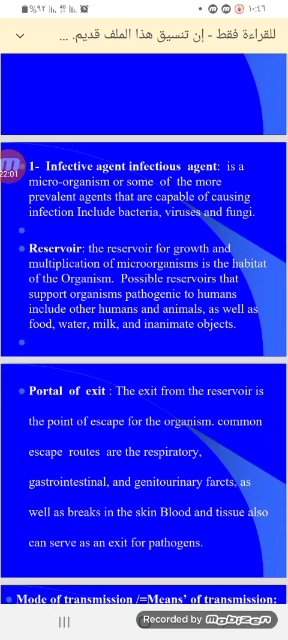 %٩٢
١٠:٤٦
للقراءة فقط - إن تنسيق هذا الملف قديم. ...
22:01
1- Infective agent infectious agent: is a
micro-organism or some of the more
prevalent agents that are capable of causing
infection Include bacteria, viruses and fungi.
Reservoir: the reservoir for growth and
multiplication of microorganisms is the habitat
of the Organism. Possible reservoirs that
support organisms pathogenic to humans
include other humans and animals, as well as
food, water, milk, and inanimate objects.
Portal of exit : The exit from the reservoir is
the point of escape for the organism. common
escape routes are the respiratory,
gastrointestinal, and genitourinary farcts, as
well as breaks in the skin Blood and tissue also
can serve as an exit for pathogens.
Mode of transmission /=Means' of transmission:
Recorded by mobizen